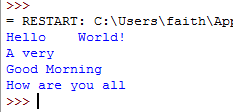 >>>
= RESTART: C:\Users\faith\App
Hello    World!
A very
Good Morning
How are you all
>>>